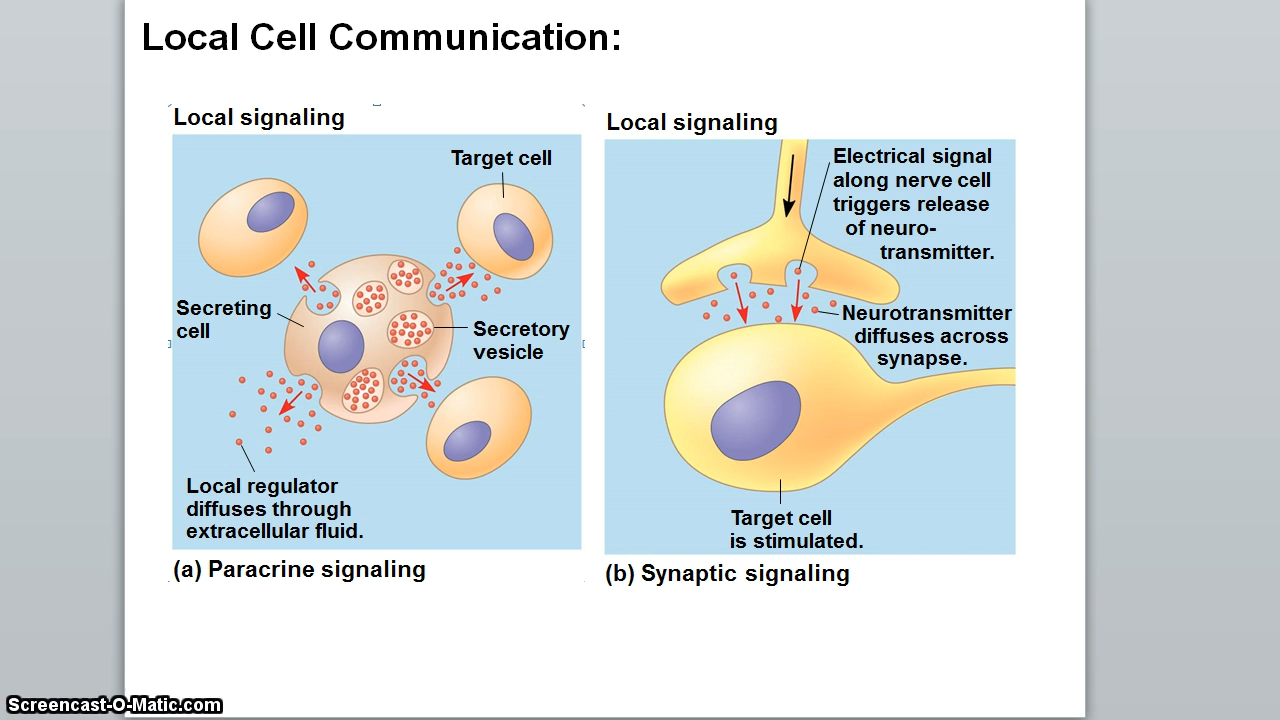 Local Cell Communication:
Local signaling
Target cell
Secreting
cell
Secretory
vesicle
Local regulator
diffuses through
extracellular fluid.
(a) Paracrine signaling
Local signaling
Electrical signal
along nerve cell
triggers release
of neuro-
transmitter.
Neurotransmitter
diffuses across
synapse.
Target cell
is stimulated.
(b) Synaptic signaling
Screencast-O-Matic.com